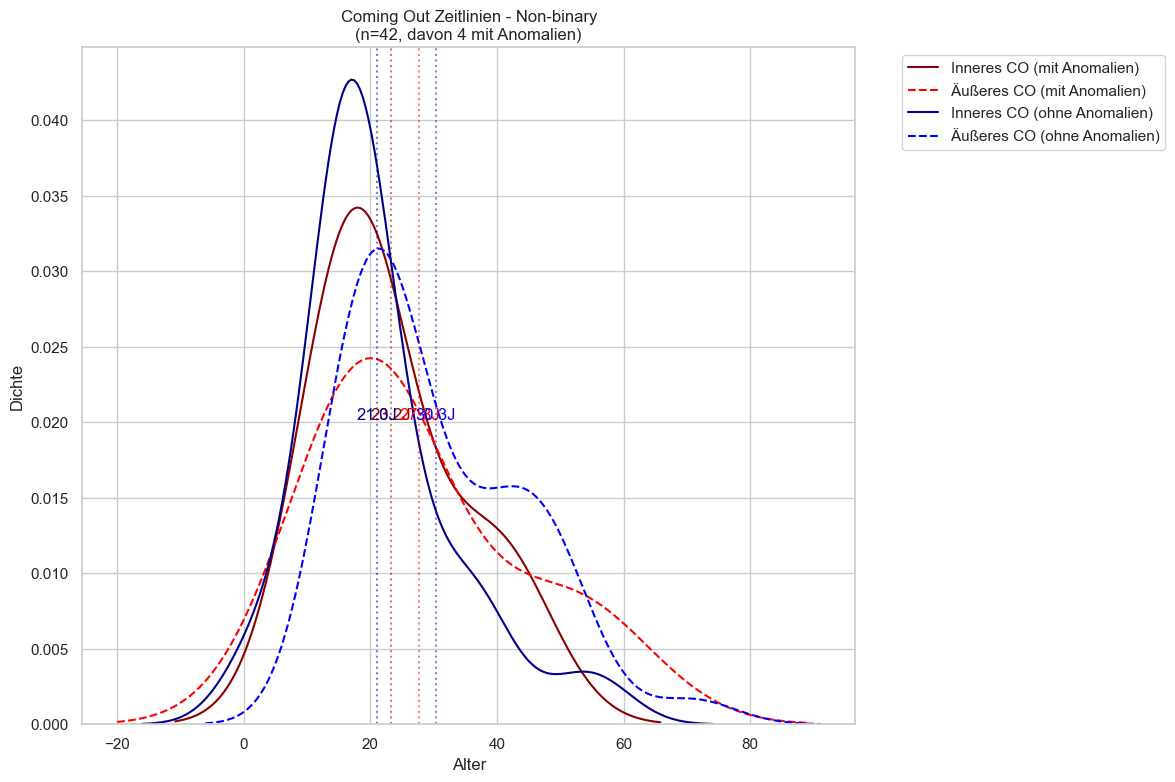 Coming Out Zeitlinien - Non-binary
(n=42, davon 4 mit Anomalien)
Inneres CO (mit Anomalien)
Äußeres CO (mit Anomalien)
Inneres CO (ohne Anomalien)
Äußeres CO (ohne Anomalien)
Dichte
0.040
0.035
0.030
0.025
0.020
0.015
0.010
0.005
0.000
−20
0
20
40
60
80
Alter